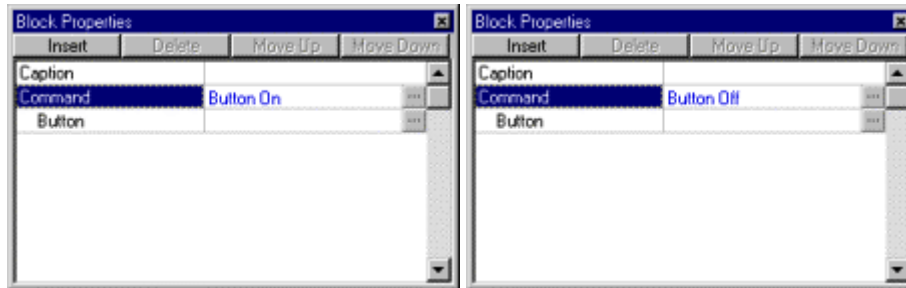 Block Properties
Insert Delete Move Up Move Down
Caption
Command Button On
Button
Block Properties
Insert Delete Move Up Move Down
Caption
Command Button Off
Button